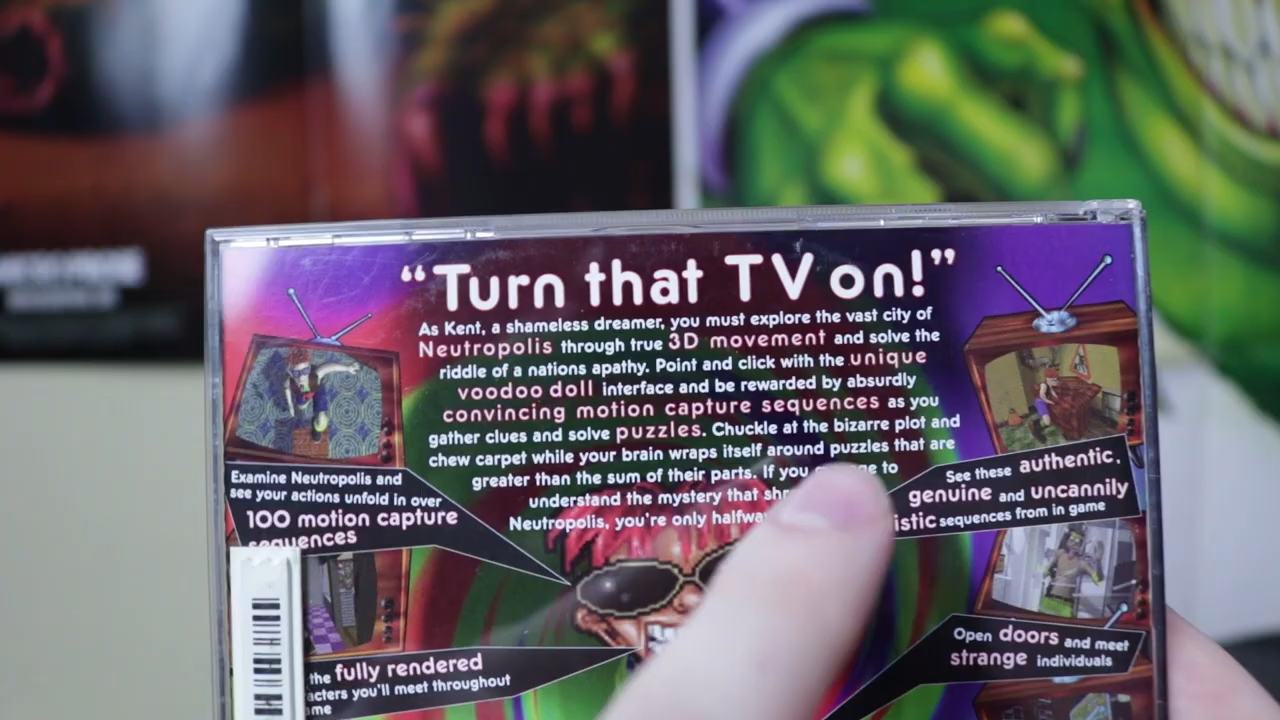 “Turn that TV on!”
As Kent, a shameless dreamer, you must explore the vast city of
Neutropolis through true 3D movement and solve the
riddle of a nations apathy. Point and click with the unique
voodoo doll interface and be rewarded by absurdly
convincing motion capture sequences as you
gather clues and solve puzzles. Chuckle at the bizarre plot and
chew carpet while your brain wraps itself around puzzles that are
greater than the sum of their parts. If you to
understand the mystery that
Neutropolis, you're only
Examine Neutropolis and
see your actions unfold in over
100 motion capture
sequences
See these authentic,
genuine and uncannily
sequences from in game
the fully rendered
you'll meet throughout
Open doors and meet
strange individuals